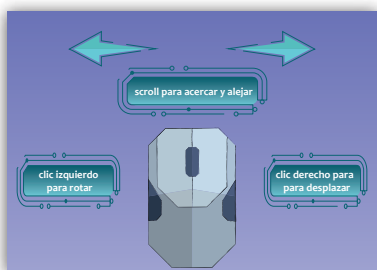 scroll para acercar y alejar
clic izquierdo
para rotar
clic derecho para
para desplazar